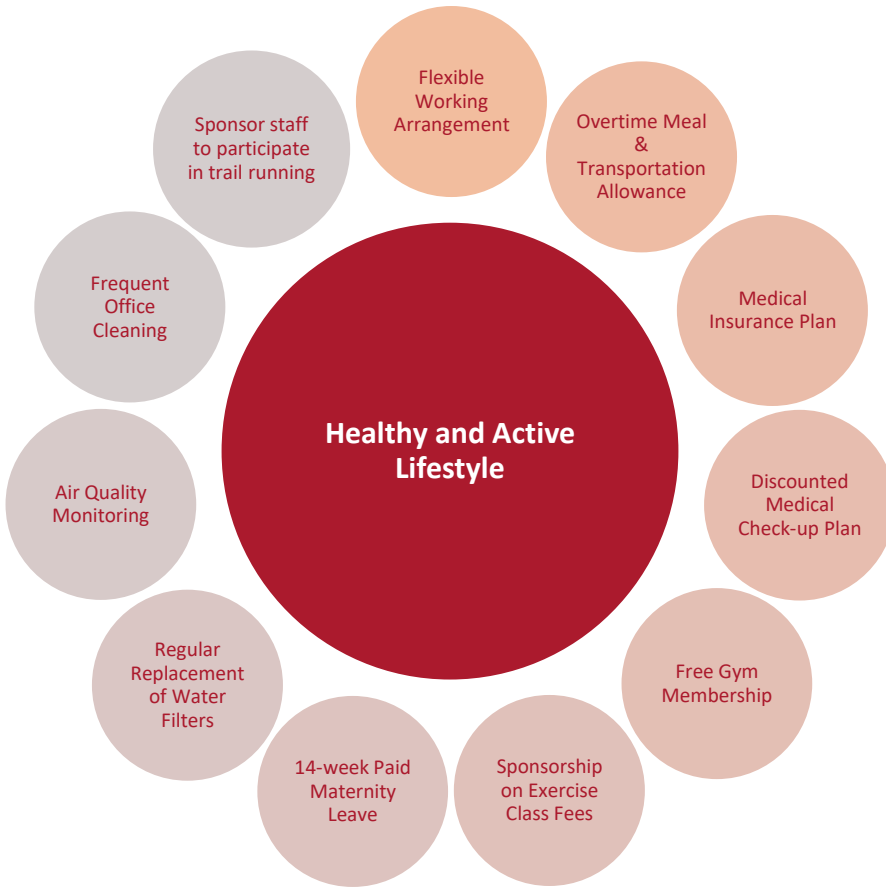 Flexible
Working
Arrangement
Overtime Meal
&
Transportation
Allowance
Medical
Insurance Plan
Discounted
Medical
Check-up Plan
Free Gym
Membership
Sponsorship
on Exercise
Class Fees
14-week Paid
Maternity
Leave
Regular
Replacement
of Water
Filters
Air Quality
Monitoring
Frequent
Office
Cleaning
Sponsor staff
to participate
in trail running
Healthy and Active
Lifestyle